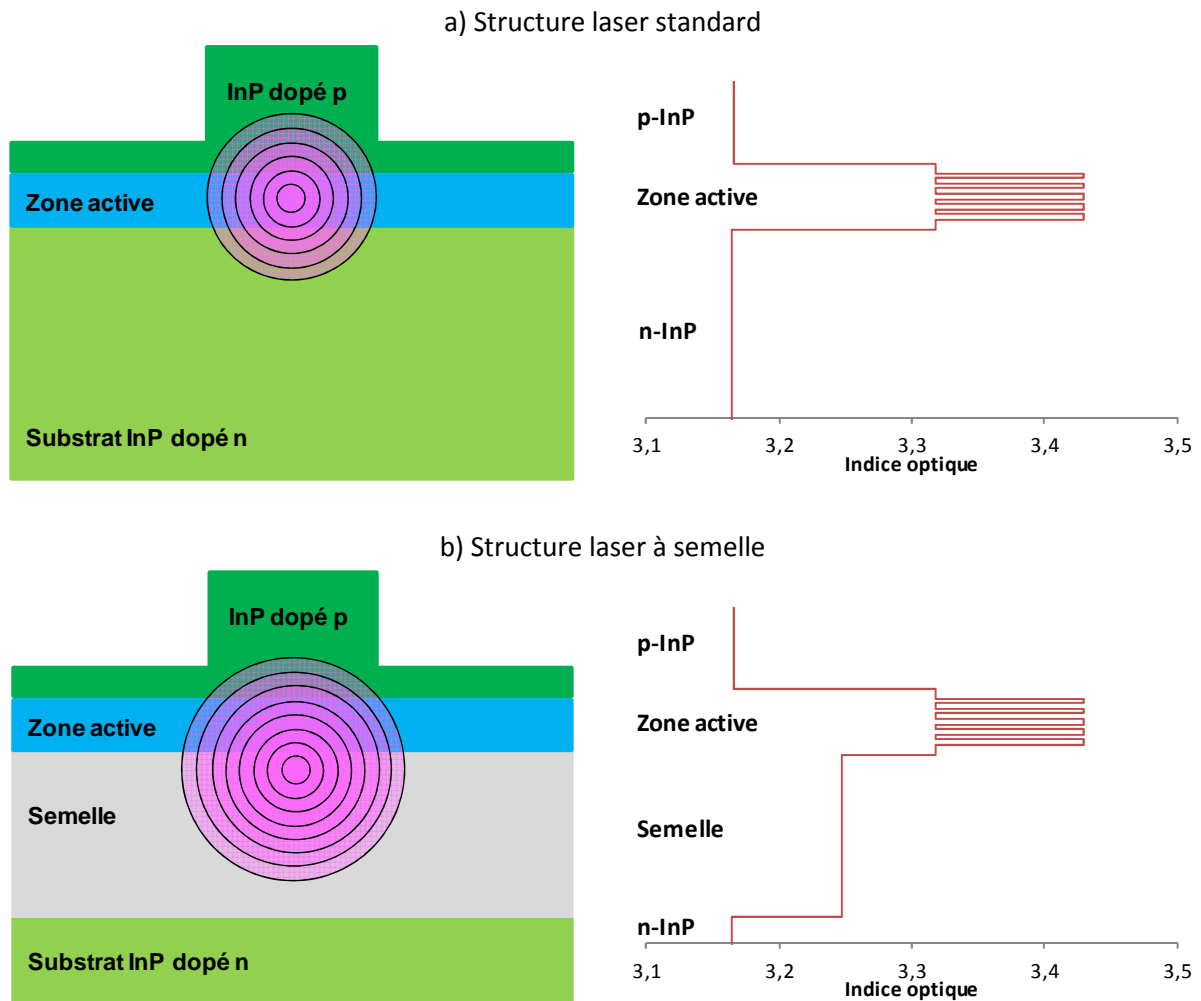 a) Structure laser standard
InP dopé p
Zone active
Substrat InP dopé n
p-InP
Zone active
n-InP
3,1 3,2 3,3 3,4 3,5
Indice optique
b) Structure laser à semelle
InP dopé p
Zone active
Semelle
Substrat InP dopé n
p-InP
Zone active
Semelle
n-InP
3,1 3,2 3,3 3,4 3,5
Indice optique